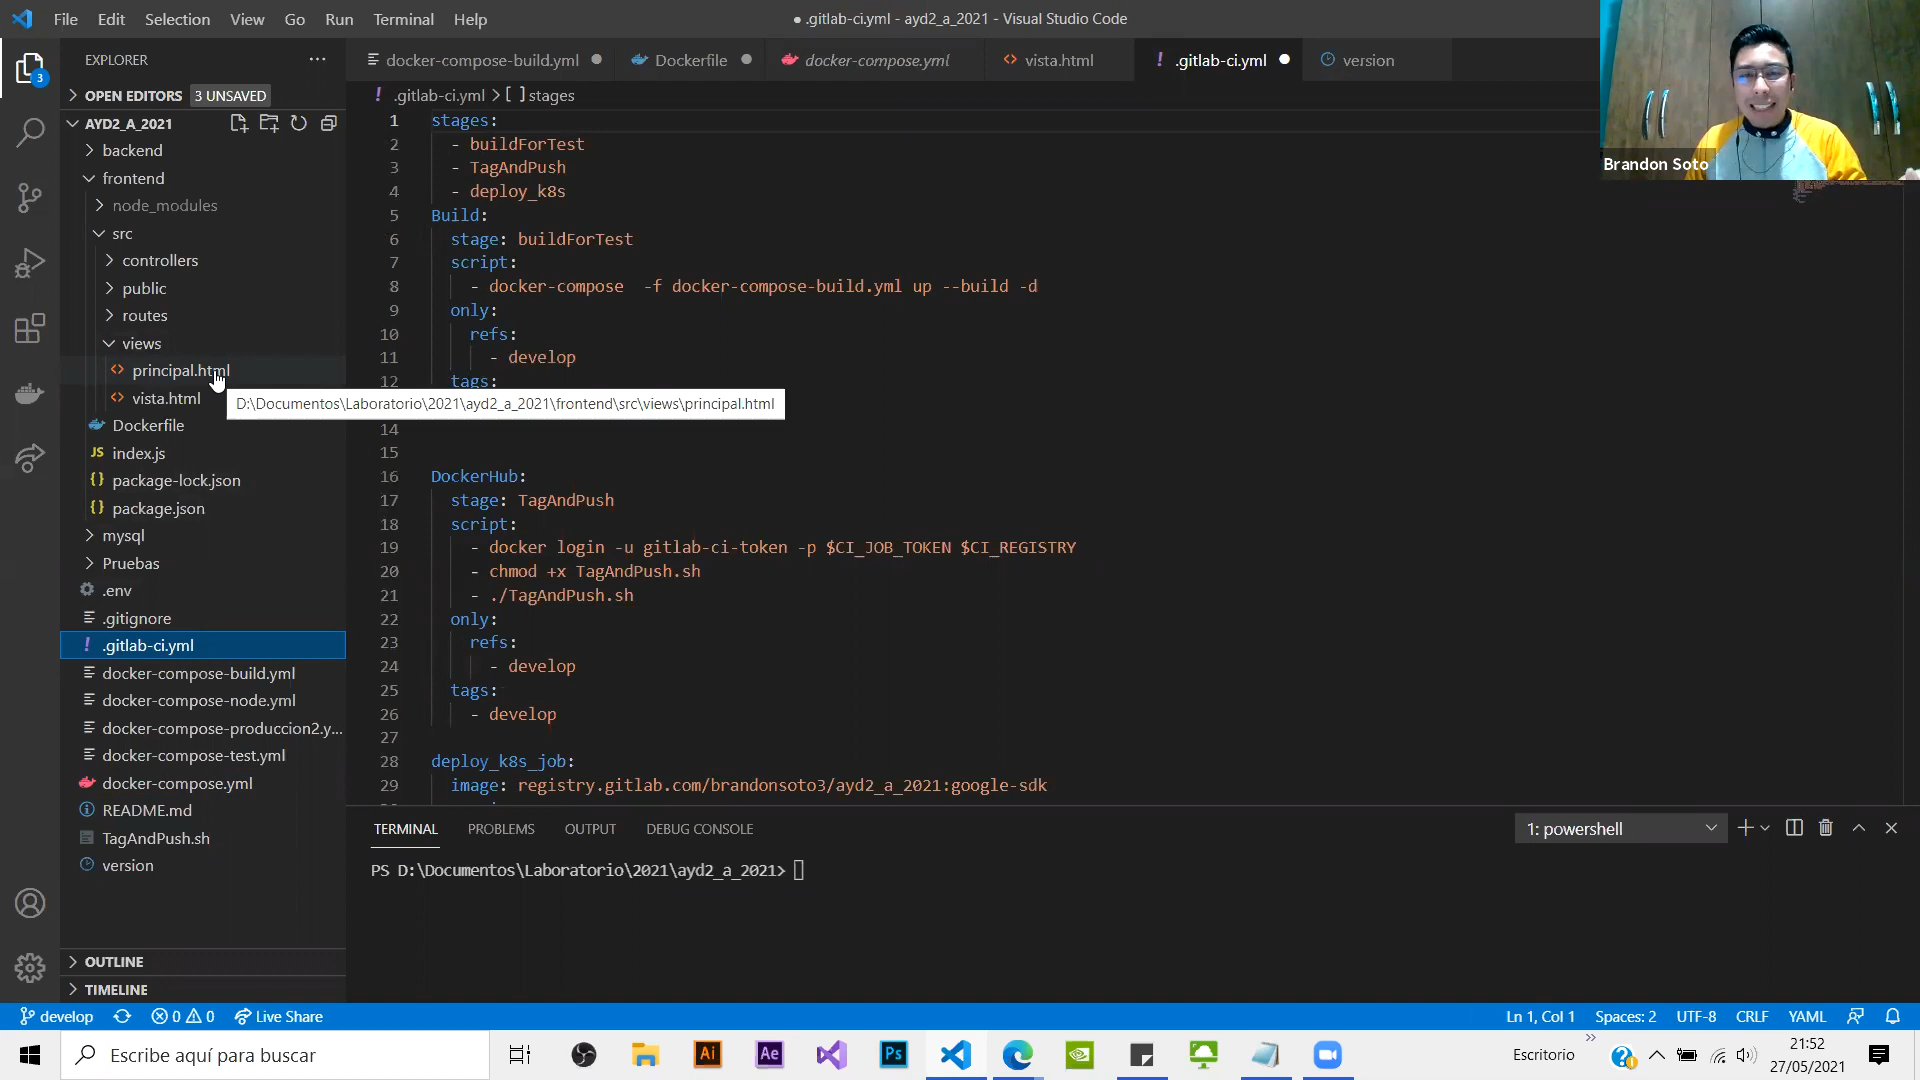 File Edit Selection View Go Run Terminal Help
● .gitlab-ci.yml - ayd2_a_2021 - Visual Studio Code
EXPLORER
docker-compose-build.yml
Dockerfile
docker-compose.yml
vista.html
.gitlab-ci.yml
version
OPEN EDITORS 3 UNSAVED
.gitlab-ci.yml > [ ] stages
AYD2_A_2021
backend
frontend
node_modules
src
controllers
public
routes
views
principal.html
vista.html
Dockerfile
index.js
package-lock.json
package.json
mysql
Pruebas
.env
.gitignore
.gitlab-ci.yml
docker-compose-build.yml
docker-compose-node.yml
docker-compose-produccion2.y...
docker-compose-test.yml
docker-compose.yml
README.md
TagAndPush.sh
version
OUTLINE
TIMELINE
3
1 stages:
2 - buildForTest
3 - TagAndPush
4 - deploy_k8s
5 Build:
6 stage: buildForTest
7 script:
8 - docker-compose -f docker-compose-build.yml up --build -d
9 only:
10 refs:
11 - develop
12 tags:
D:\Documentos\Laboratorio\2021\ayd2_a_2021\frontend\src\views\principal.html
14
15
16 DockerHub:
17 stage: TagAndPush
18 script:
19 - docker login -u gitlab-ci-token -p $CI_JOB_TOKEN $CI_REGISTRY
20 - chmod +x TagAndPush.sh
21 - ./TagAndPush.sh
22 only:
23 refs:
24 - develop
25 tags:
26 - develop
27
28 deploy_k8s_job:
29 image: registry.gitlab.com/brandonsoto3/ayd2_a_2021:google-sdk
Brandon Soto
TERMINAL PROBLEMS OUTPUT DEBUG CONSOLE
1: powershell
PS D:\Documentos\Laboratorio\2021\ayd2_a_2021>
develop 0 0 Live Share
Ln 1, Col 1 Spaces: 2 UTF-8 CRLF YAML
Escribe aquí para buscar
Ai
Ae
Ps
Escritorio
21:52
27/05/2021